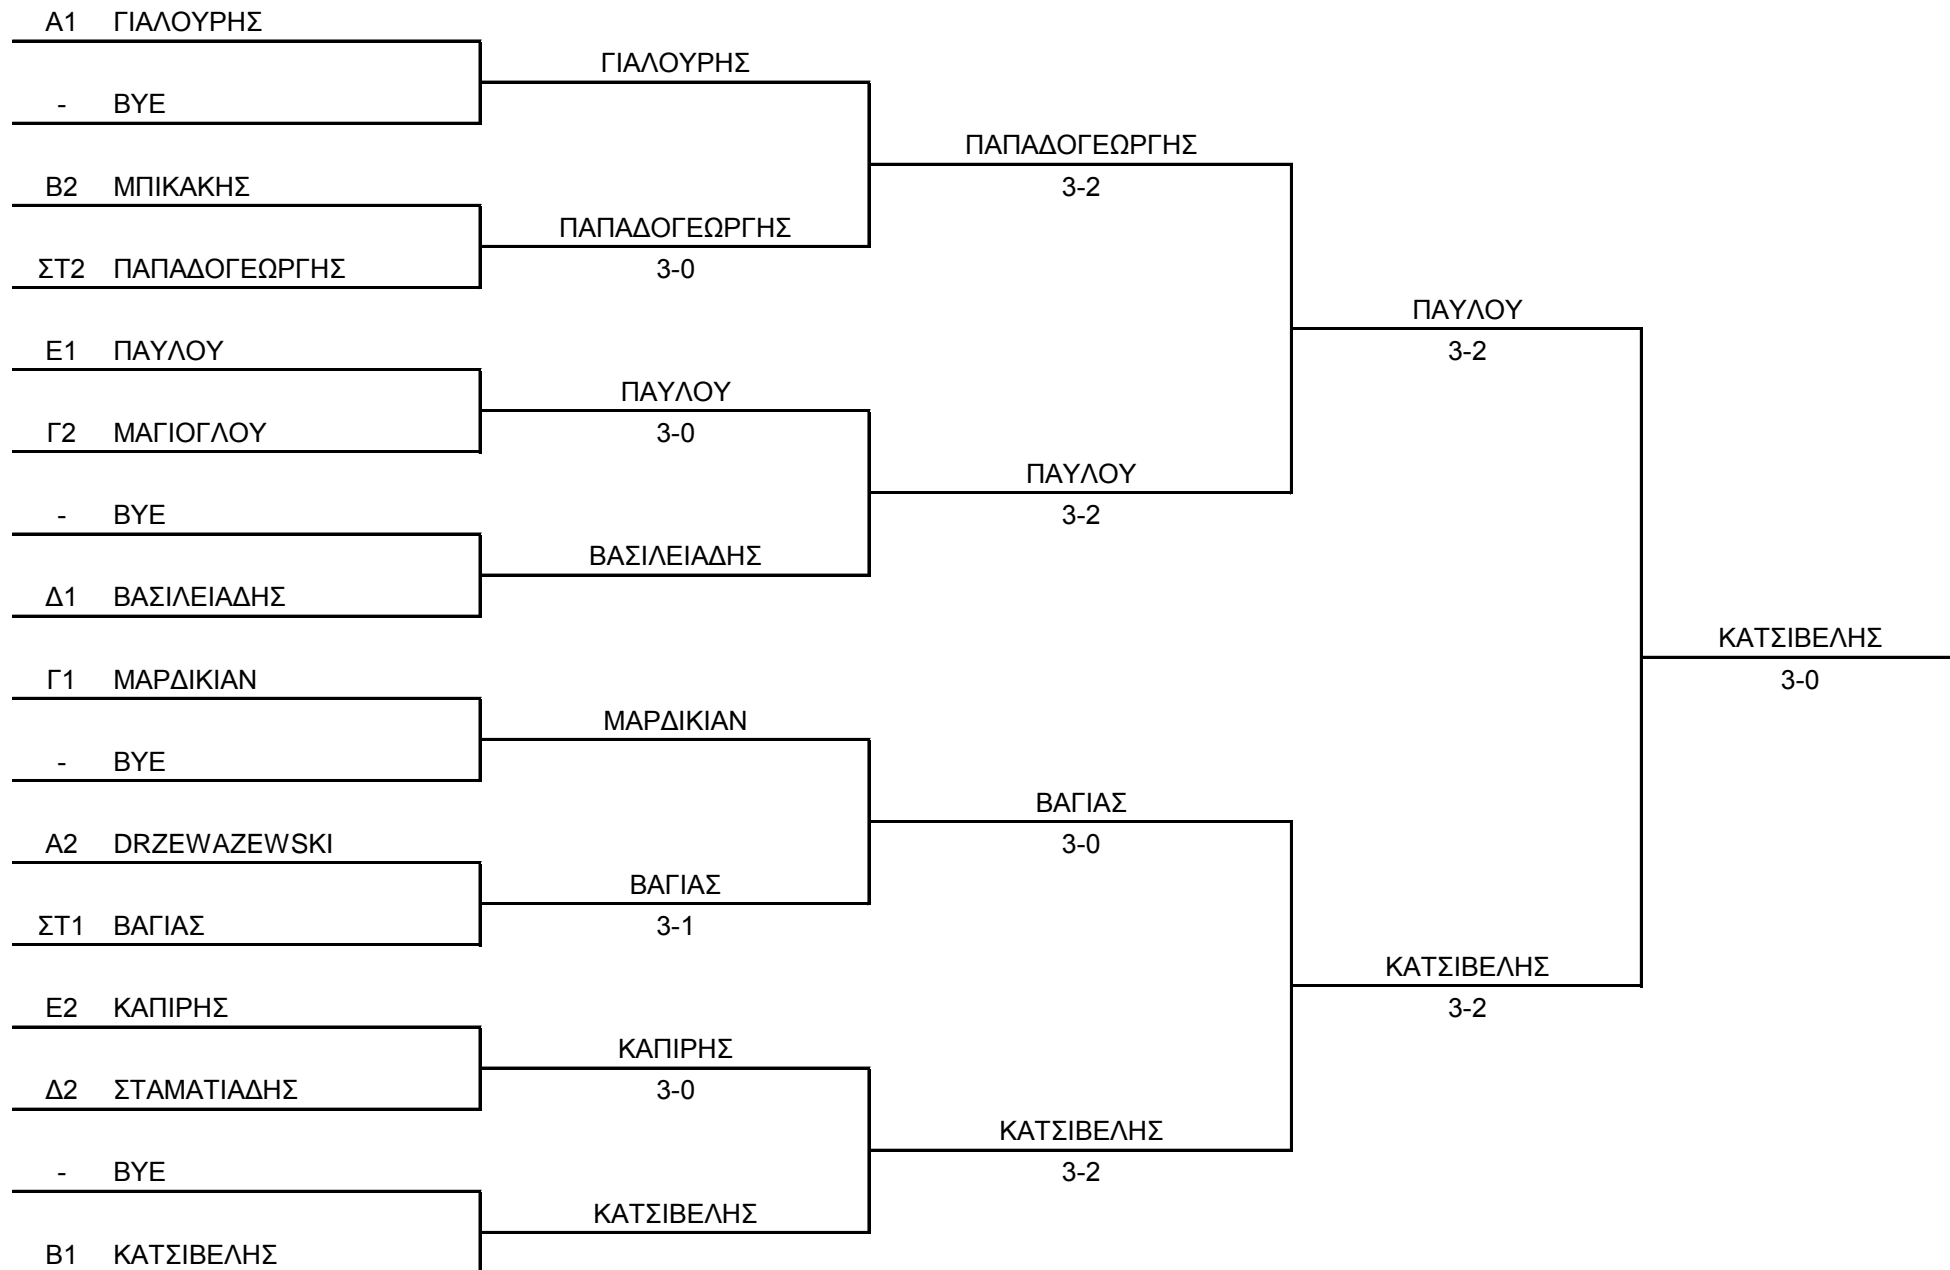 Α1 ΓΙΑΛΟΥΡΗΣ
ΓΙΑΛΟΥΡΗΣ
- BYE
ΠΑΠΑΔΟΓΕΩΡΓΗΣ
Β2 ΜΠΙΚΑΚΗΣ
3-2
ΠΑΠΑΔΟΓΕΩΡΓΗΣ
ΣΤ2 ΠΑΠΑΔΟΓΕΩΡΓΗΣ
3-0
ΠΑΥΛΟΥ
Ε1 ΠΑΥΛΟΥ
3-2
ΠΑΥΛΟΥ
Γ2 ΜΑΓΙΟΓΛΟΥ
3-0
ΠΑΥΛΟΥ
- BYE
3-2
ΒΑΣΙΛΕΙΑΔΗΣ
Δ1 ΒΑΣΙΛΕΙΑΔΗΣ
ΚΑΤΣΙΒΕΛΗΣ
Γ1 ΜΑΡΔΙΚΙΑΝ
3-0
ΜΑΡΔΙΚΙΑΝ
- BYE
ΒΑΓΙΑΣ
Α2 DRZEWAZEWSKI
3-0
ΒΑΓΙΑΣ
ΣΤ1 ΒΑΓΙΑΣ
3-1
ΚΑΤΣΙΒΕΛΗΣ
Ε2 ΚΑΠΙΡΗΣ
3-2
ΚΑΠΙΡΗΣ
Δ2 ΣΤΑΜΑΤΙΑΔΗΣ
3-0
ΚΑΤΣΙΒΕΛΗΣ
- BYE
3-2
ΚΑΤΣΙΒΕΛΗΣ
Β1 ΚΑΤΣΙΒΕΛΗΣ